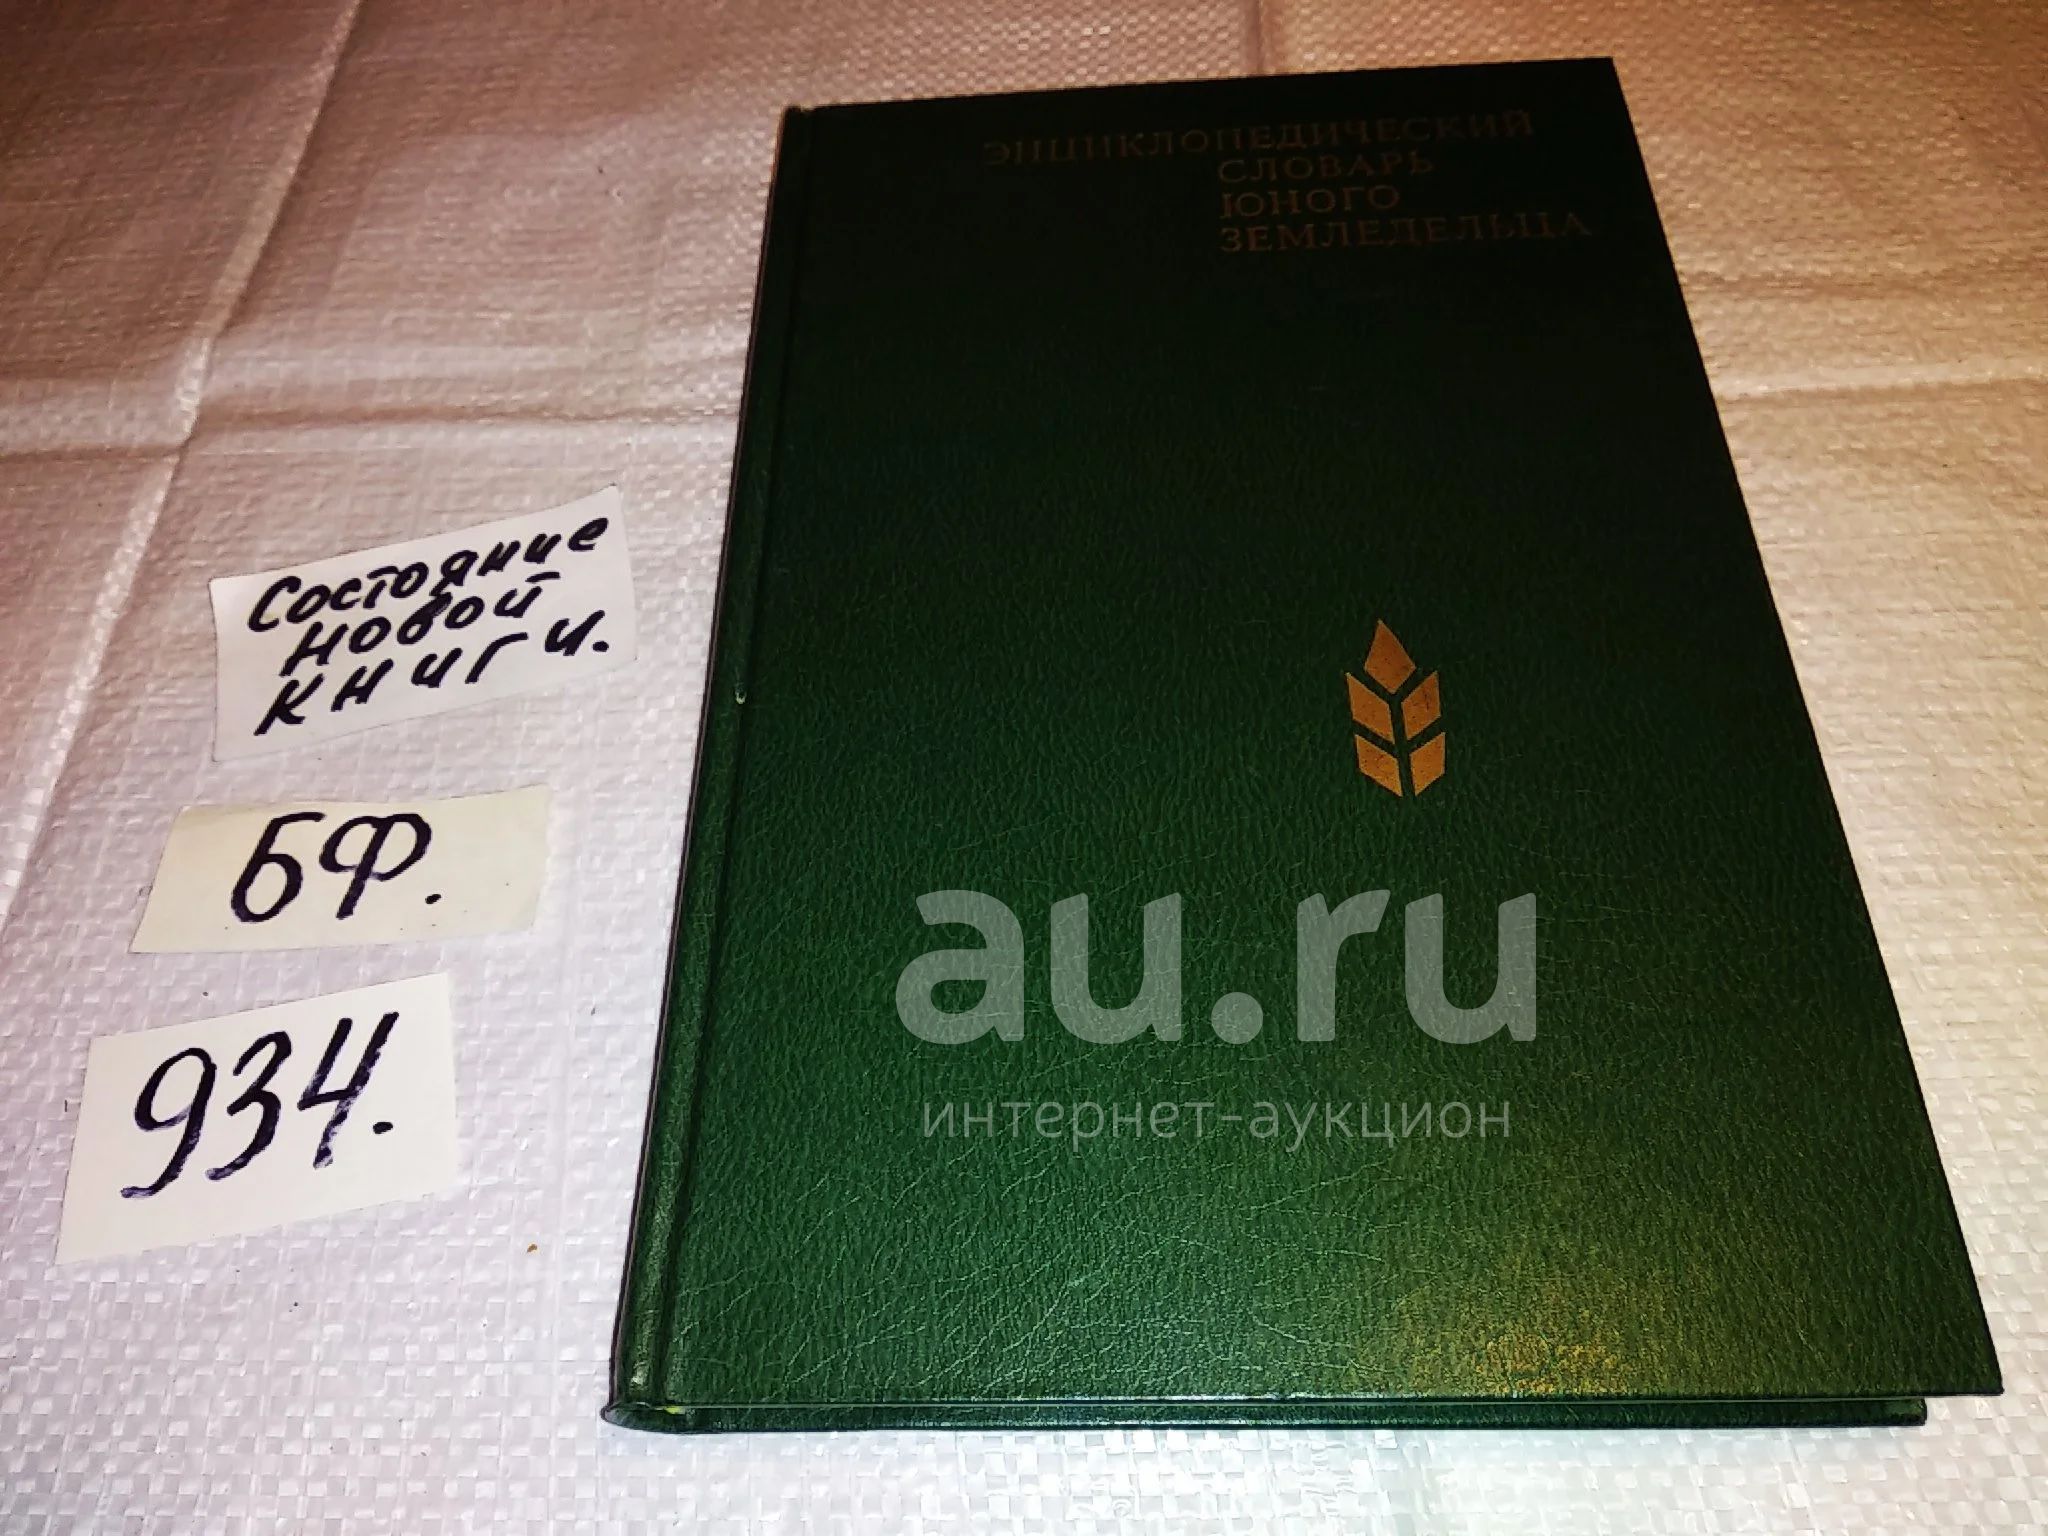 ЭНЦИКЛОПЕДИЧЕСКИЙ
СЛОВАРЬ
ЮНОГО
ЗЕМЛЕДЕЛЬЦА
Состояние
новой
книги.
БФ.
934.
au.ru
интернет-аукцион